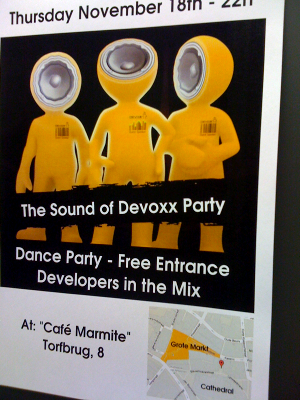 Thursday November 18th - 22h
The Sound of Devoxx Party
Dance Party - Free Entrance
Developers in the Mix
At: "Café Marmite"
Torfbrug, 8
Grote Markt
Cathedral